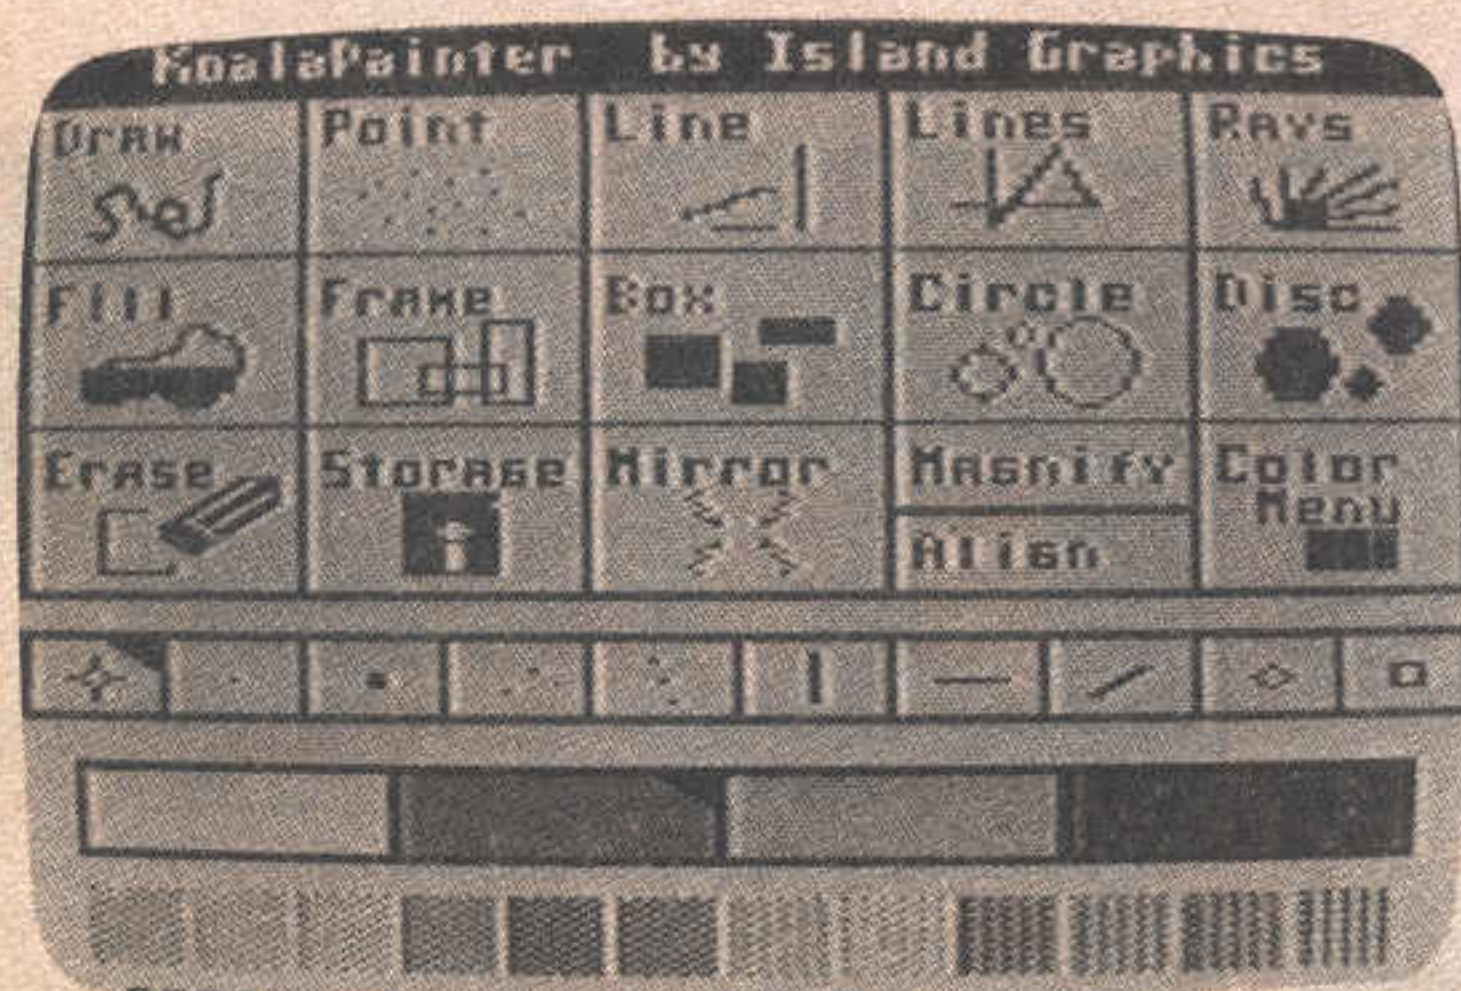 KoalaPainter by Island Graphics
Draw Point Line Lines Rays
Fill Frame Box Circle Disc
Erase Storage Mirror Magnify Color
Menu
Align